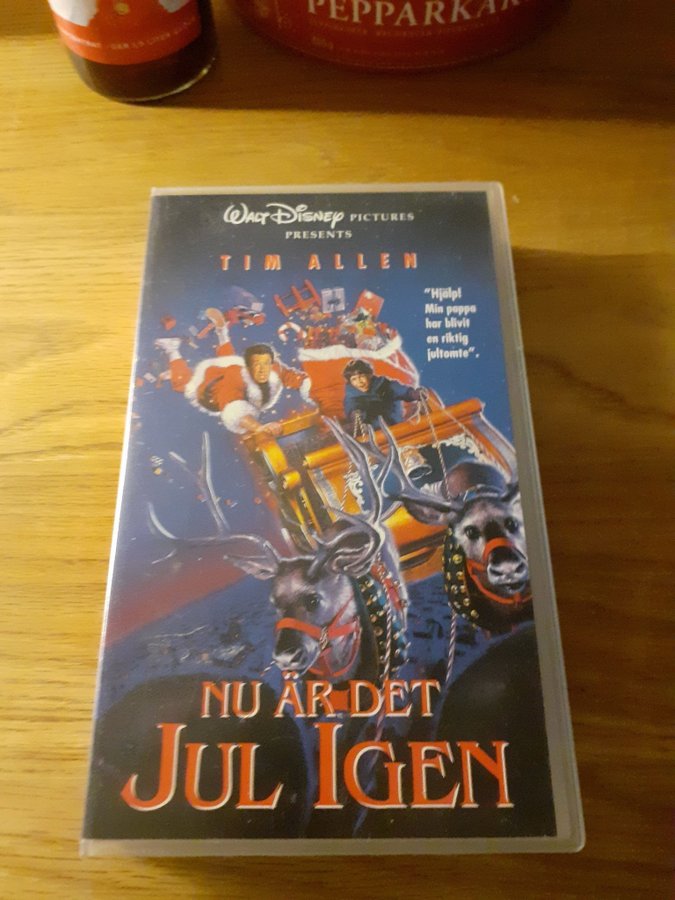 PEPPARKAK
WALT DISNEY PICTURES
PRESENTS
TIM ALLEN
"Hjälp!
Min pappa
har blivit
en riktig
jultomte".
NU ÄR DET
JUL IGEN